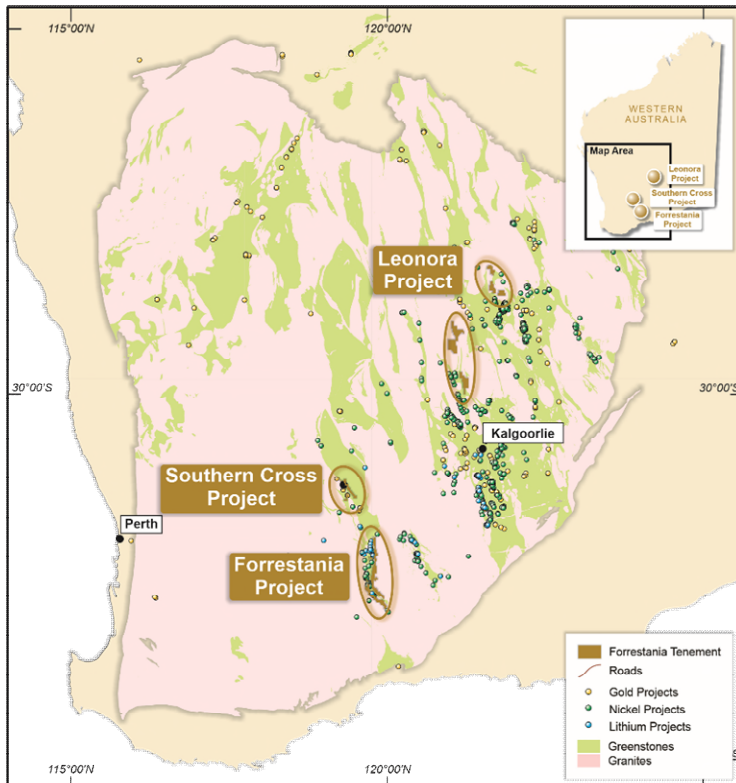 115°00'N
120°00'N
WESTERN
AUSTRALIA
Map Area
Leonora
Project
Southern Cross
Project
Forrestania
Project
Leonora
Project
30°00'S
30°00'S
Kalgoorlie
Southern Cross
Project
Perth
Forrestania
Project
Forrestania Tenement
Roads
Gold Projects
Nickel Projects
Lithium Projects
Greenstones
Granites
115°00'N
120°00'N